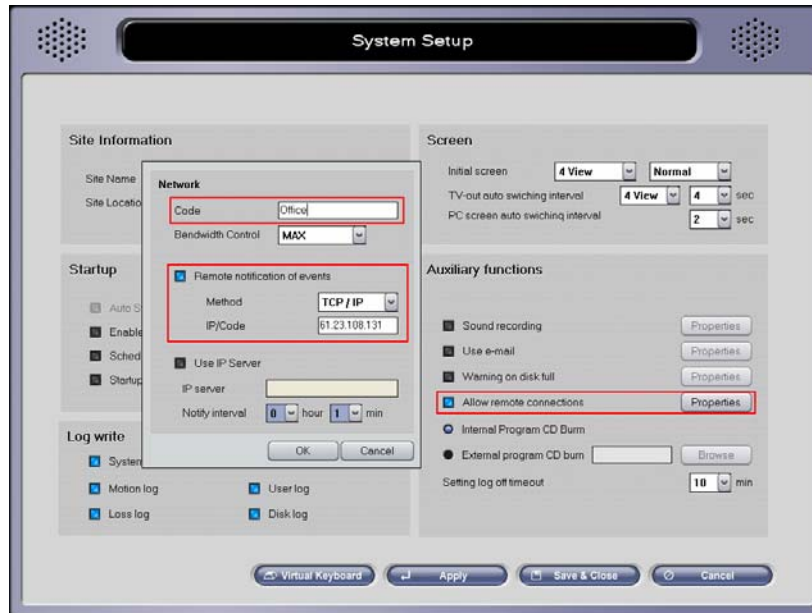 System Setup
Site Information
Site Name
Site Locatio
Network
Code Office
Bendwidth Control MAX
Remote notification of events
Method TCP / IP
IP/Code 61.23.108.131
Use IP Server
IP server
Notify interval 0 hour 1 min
OK Cancel
Startup
Auto S
Enable
Sched
Startup
Log write
System
Motion log User log
Loss log Disk log
Screen
Initial screen 4 View Normal
TV-out auto swiching interval 4 View 4 sec
PC screen auto swiching interval 2 sec
Auxiliary functions
Sound recording Properties
Use e-mail Properties
Warning on disk full Properties
Allow remote connections Properties
Internal Program CD Burn
External program CD burn Browse
Setting log off timeout 10 min
Virtual Keyboard Apply Save & Close Cancel